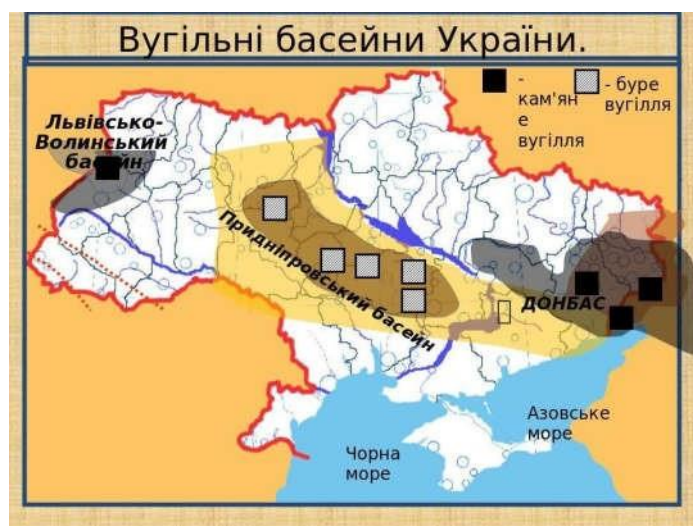 Вугільні басейни України.
-
кам'ян
е
вугілля
- буре
вугілля
Львівсько-
Волинський
басейн
Придніпровський басейн
ДОНБАС
Азовське
море
Чорна
море